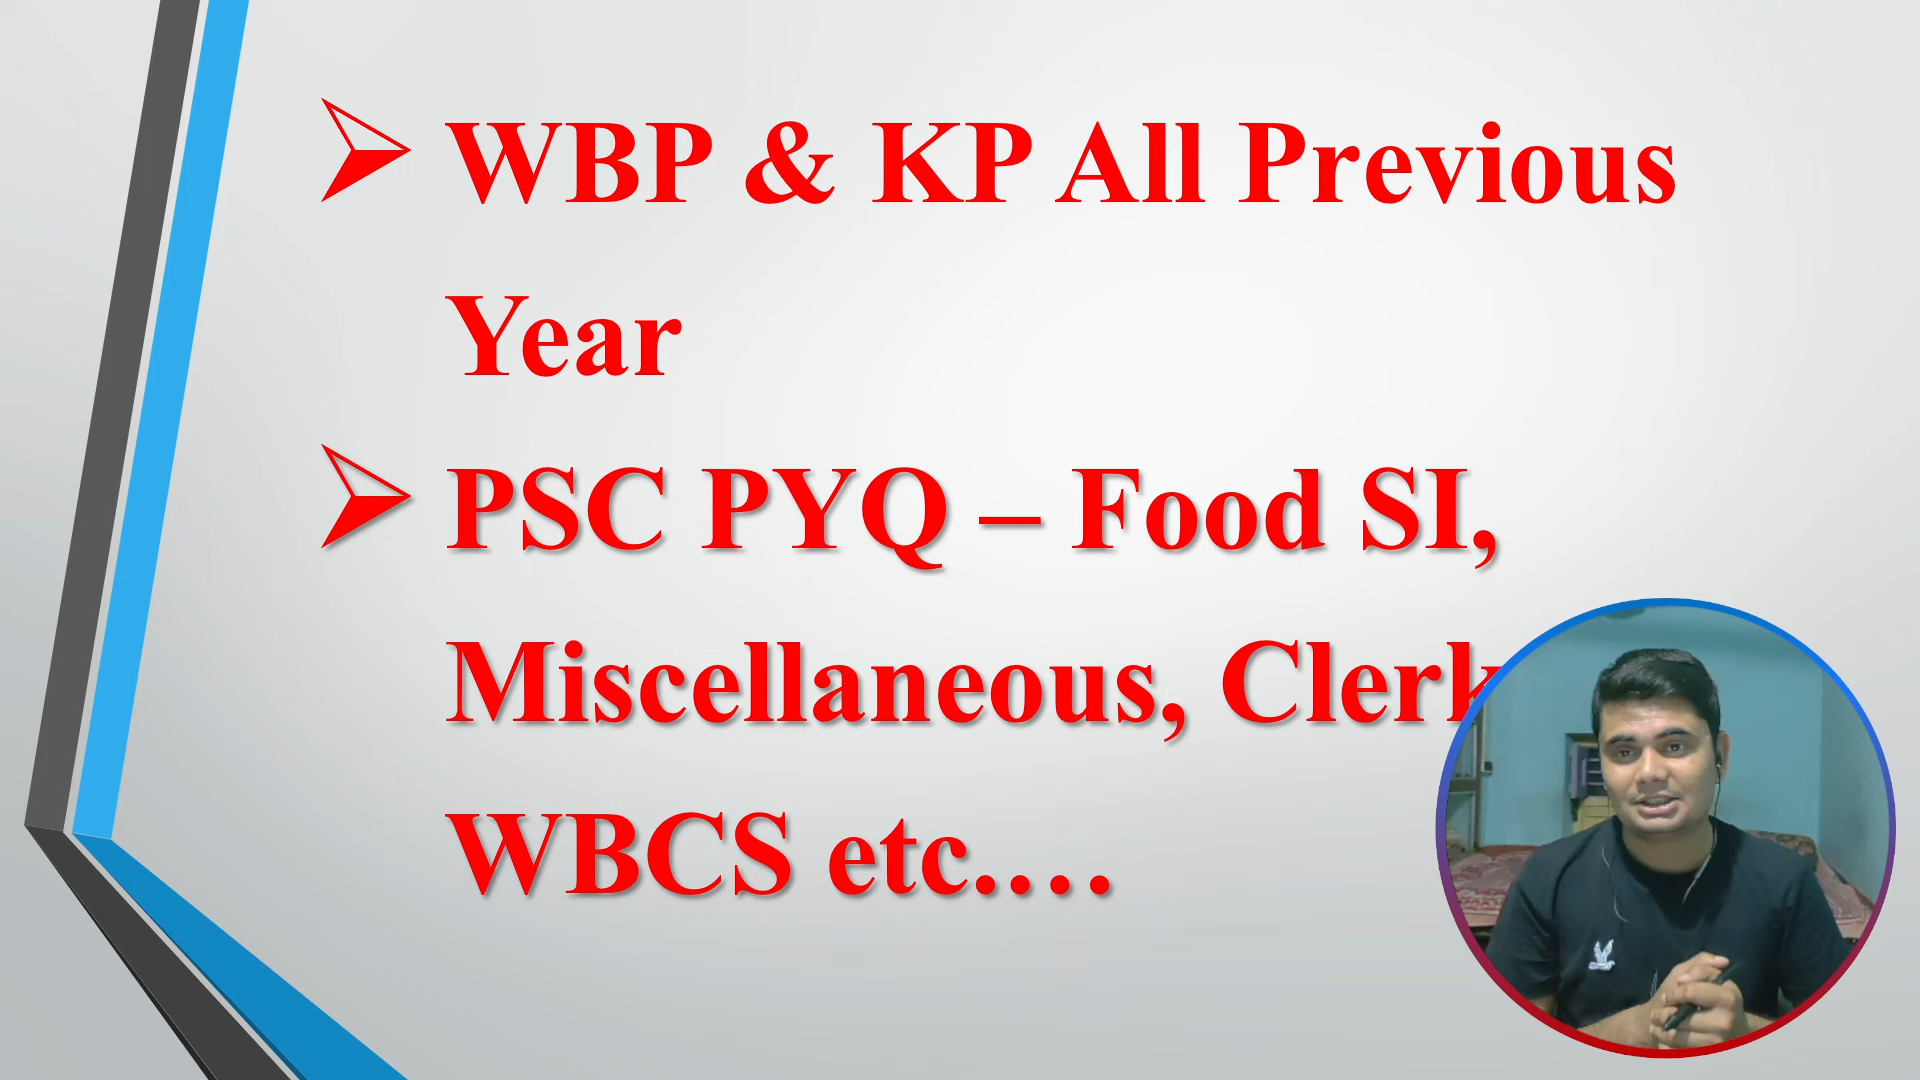 WBP & KP All Previous
Year
PSC PYQ – Food SI,
Miscellaneous, Clerk
WBCS etc.…